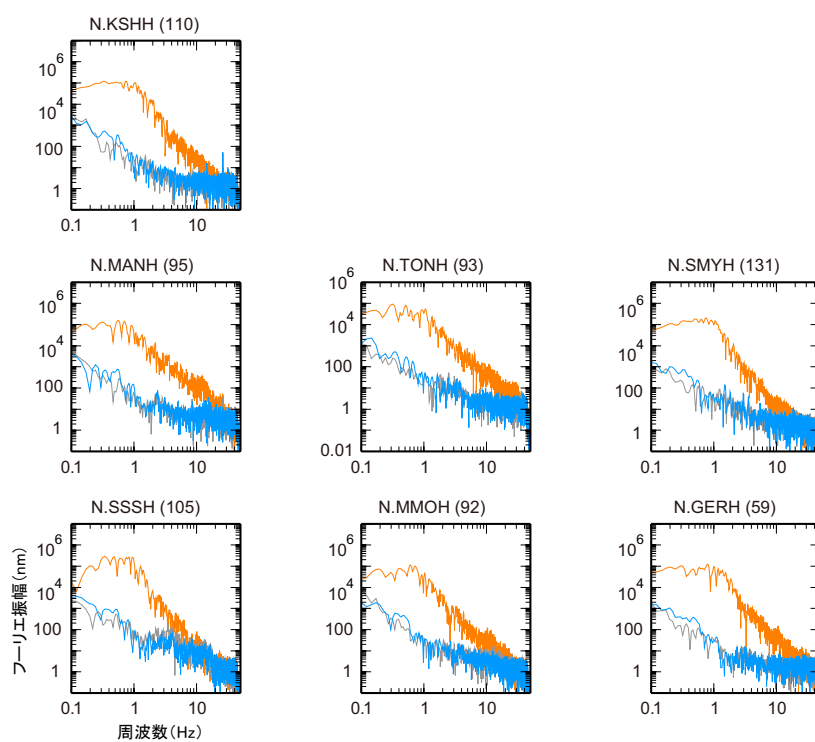 N.KSHH (110)
10^6
10^4
100
1
0.1 1 10
N.MANH (95) N.TONH (93) N.SMYH (131)
10^6 10^6 10^6
10^4 10^4 10^4
100 100 100
1 1 1
0.01
0.1 1 10 0.1 1 10 0.1 1 10
N.SSSH (105) N.MMOH (92) N.GERH (59)
10^6 10^6 10^6
10^4 10^4 10^4
100 100 100
1 1 1
0.1 1 10 0.1 1 10 0.1 1 10
フーリエ振幅(nm)
周波数(Hz)